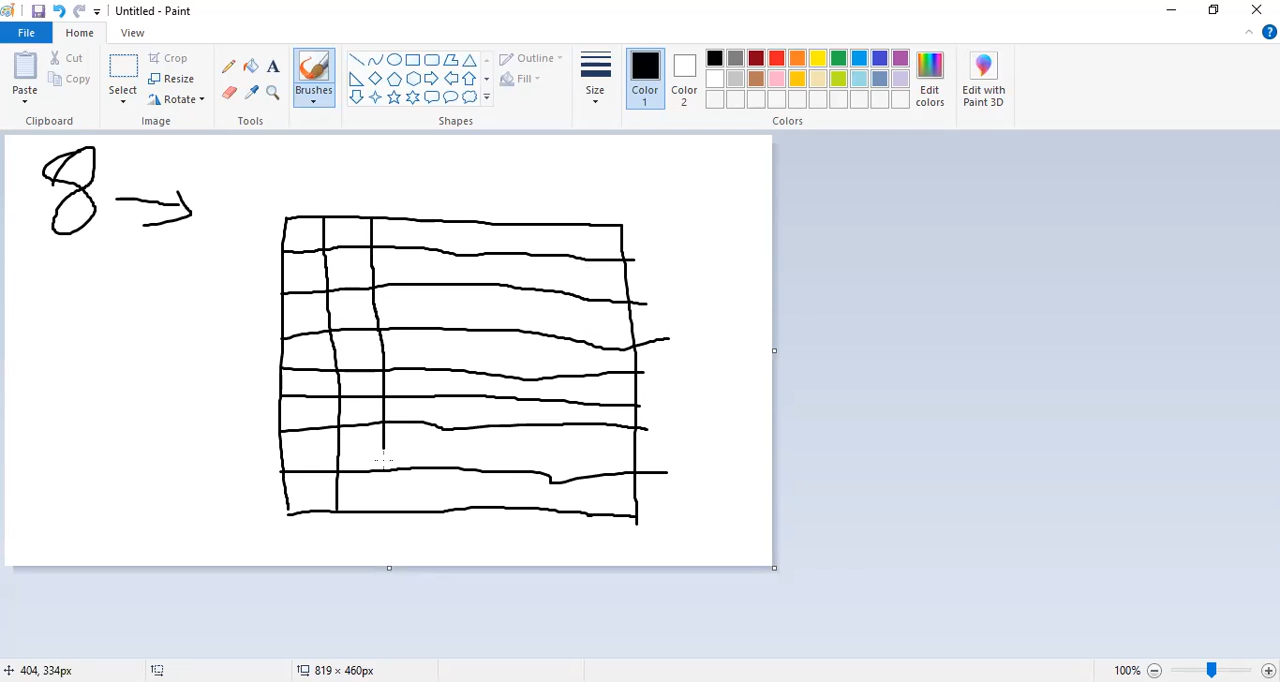 Untitled - Paint
File Home View
Paste
Cut
Copy
Clipboard
Select
Crop
Resize
Rotate
Image
A
Tools
Brushes
Shapes
Outline
Fill
Size
Color 1
Color 2
Edit colors
Colors
Edit with Paint 3D
?
8 →
404, 334px
819 × 460px
100%